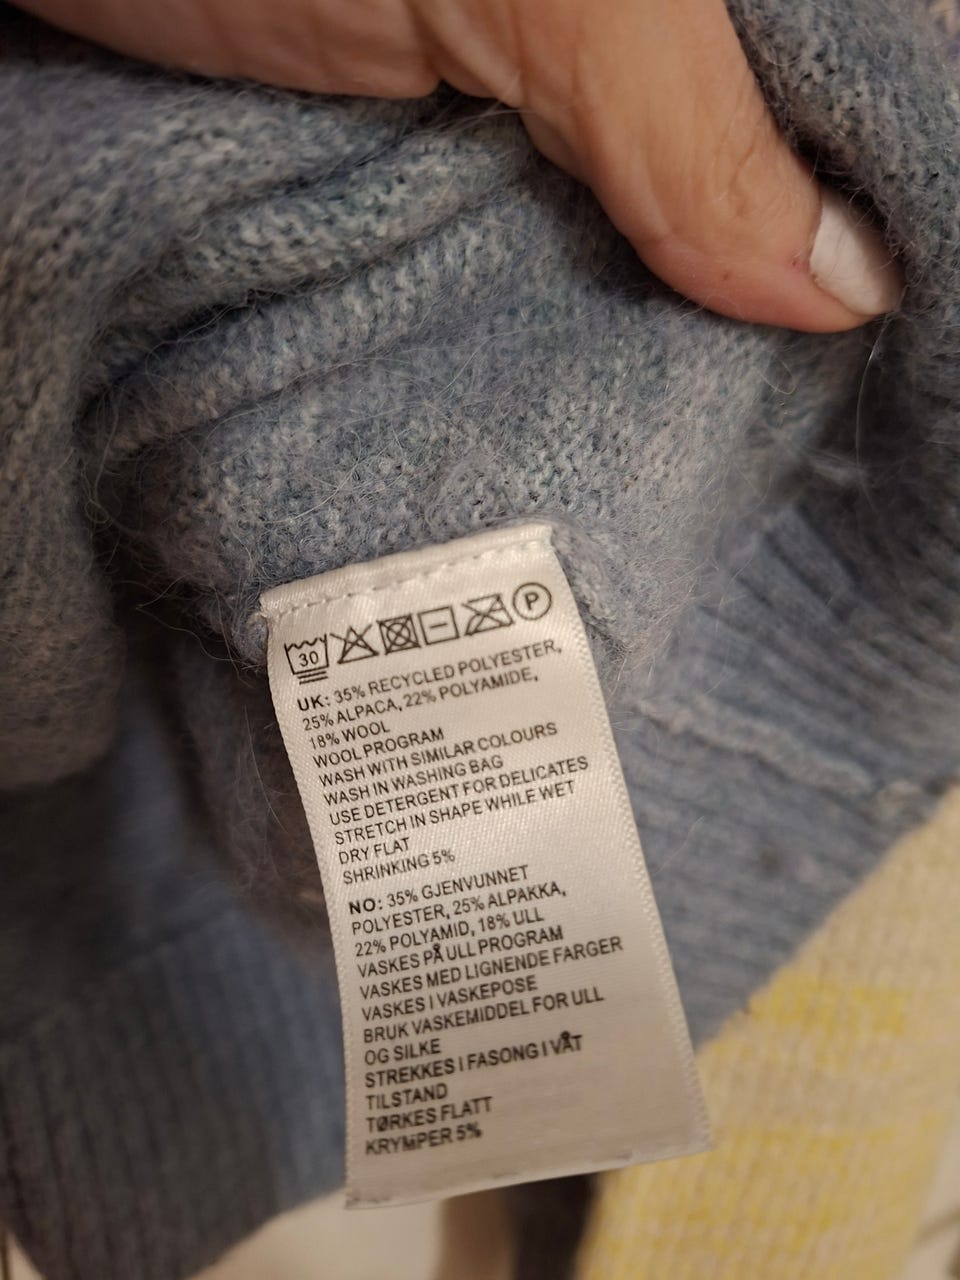 30 P
UK: 35% RECYCLED POLYESTER,
25% ALPACA, 22% POLYAMIDE,
18% WOOL
WOOL PROGRAM
WASH WITH SIMILAR COLOURS
WASH IN WASHING BAG
USE DETERGENT FOR DELICATES
STRETCH IN SHAPE WHILE WET
DRY FLAT
SHRINKING 5%
NO: 35% GJENVUNNET
POLYESTER, 25% ALPAKKA,
22% POLYAMID, 18% ULL
VASKES PÅ ULL PROGRAM
VASKES MED LIGNENDE FARGER
VASKES I VASKEPOSE
BRUK VASKEMIDDEL FOR ULL
OG SILKE
STREKKES I FASONG I VÅT
TILSTAND
TØRKES FLATT
KRYMPER 5%